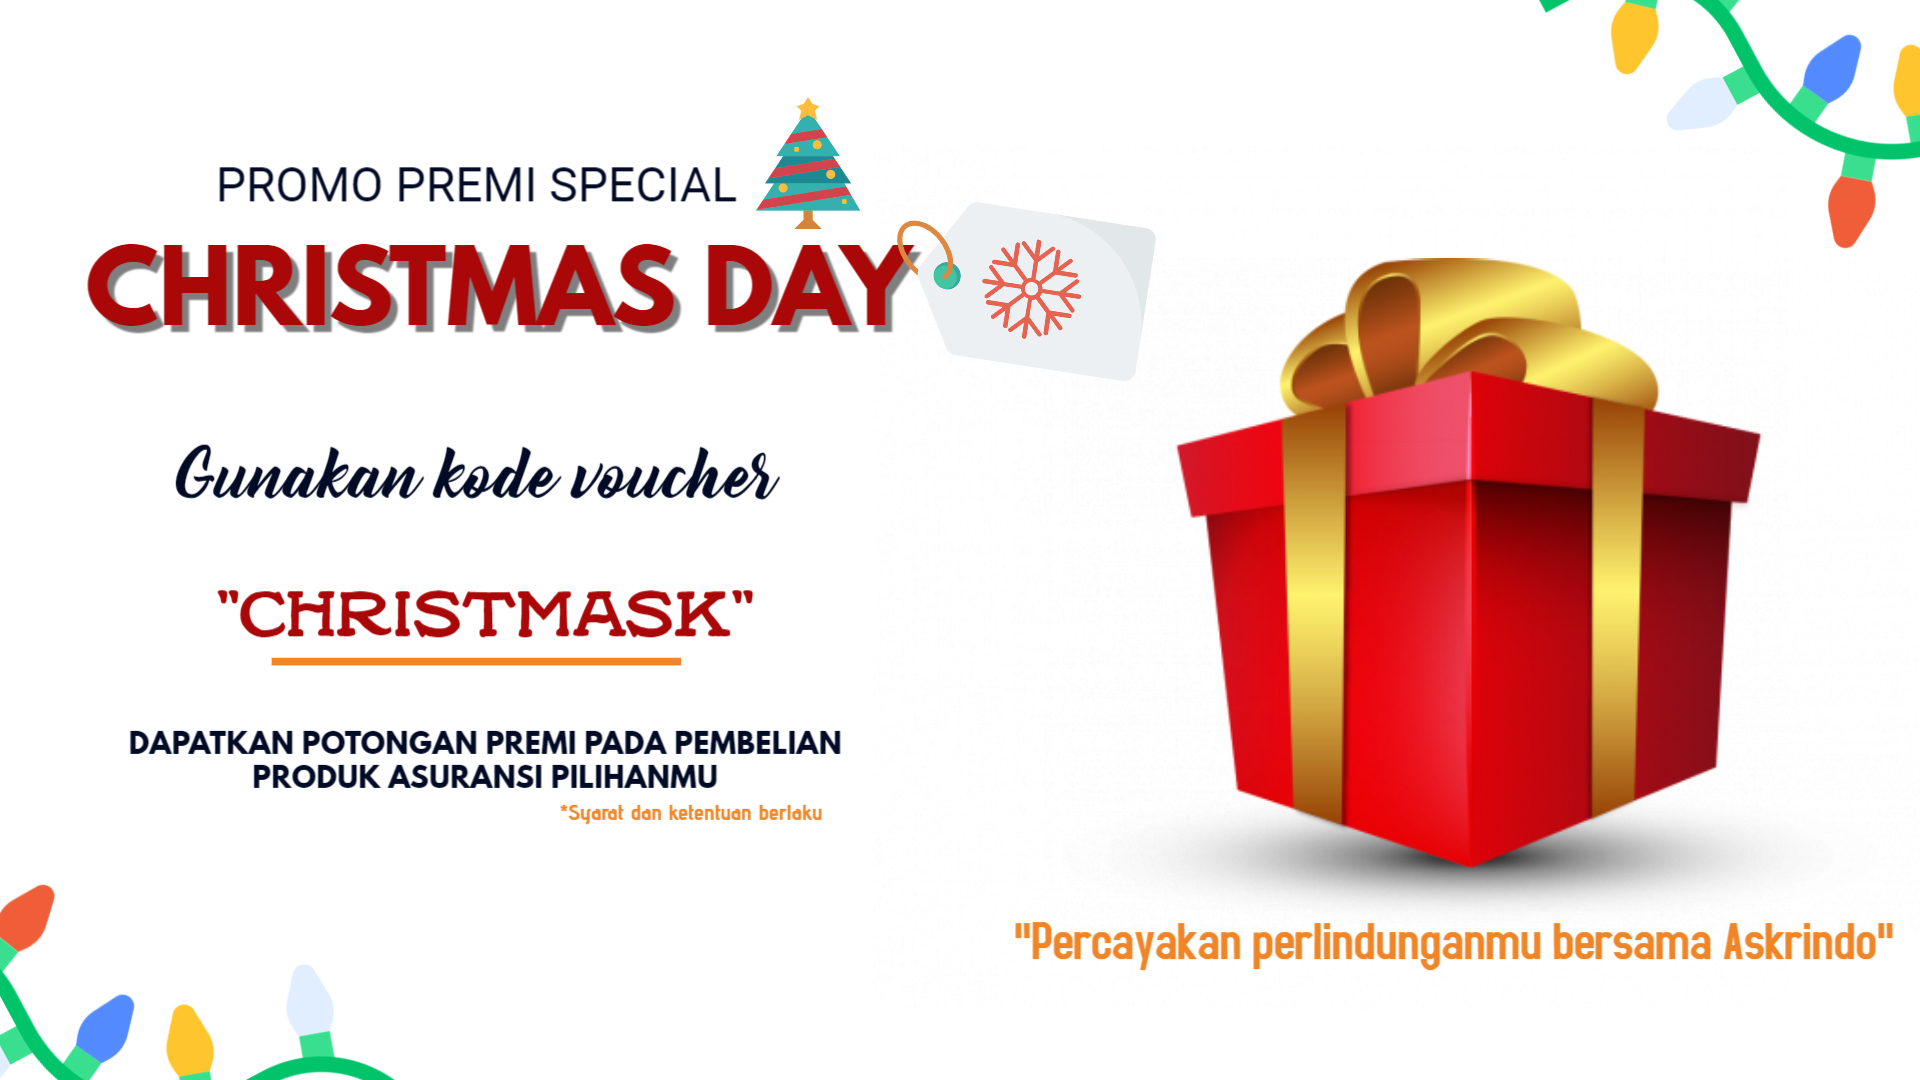 PROMO PREMI SPECIAL
CHRISTMAS DAY
Gunakan kode voucher
"CHRISTMASK"
DAPATKAN POTONGAN PREMI PADA PEMBELIAN
PRODUK ASURANSI PILIHANMU
*Syarat dan ketentuan berlaku
"Percayakan perlindunganmu bersama Askrindo"